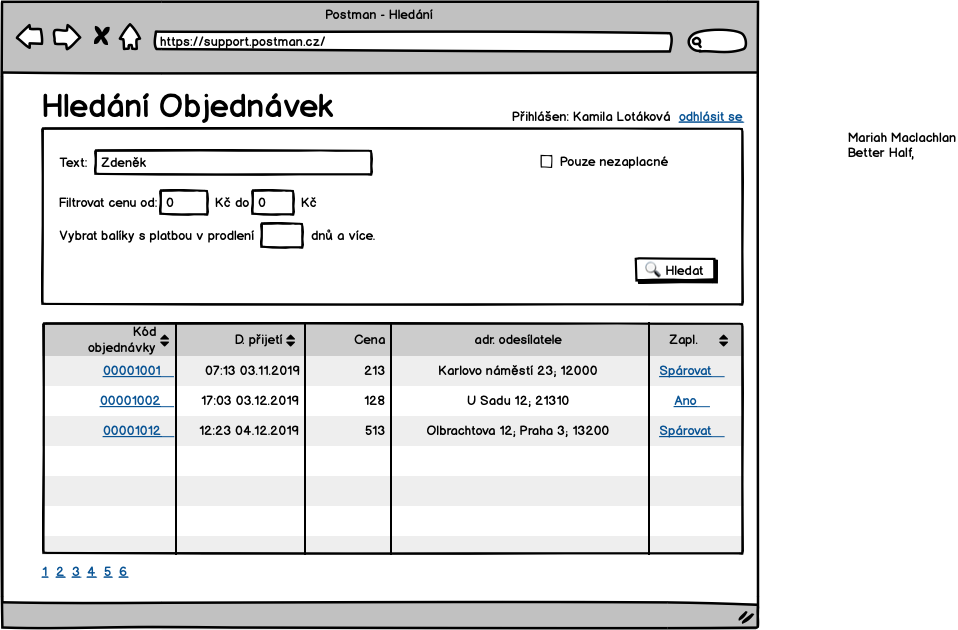 Postman - Hledání
https://support.postman.cz/
Hledání Objednávek
Přihlášen: Kamila Lotáková odhlásit se
Mariah Maclachlan
Better Half,
Text: Zdeněk
Pouze nezaplacné
Filtrovat cenu od: 0 Kč do 0 Kč
Vybrat balíky s platbou v prodlení dnů a více.
Hledat
Kód objednávky D. přijetí Cena adr. odesílatele Zapl.
00001001 07:13 03.11.2019 213 Karlovo náměstí 23; 12000 Spárovat
00001002 17:03 03.12.2019 128 U Sadu 12; 21310 Ano
00001012 12:23 04.12.2019 513 Olbrachtova 12; Praha 3; 13200 Spárovat
1 2 3 4 5 6